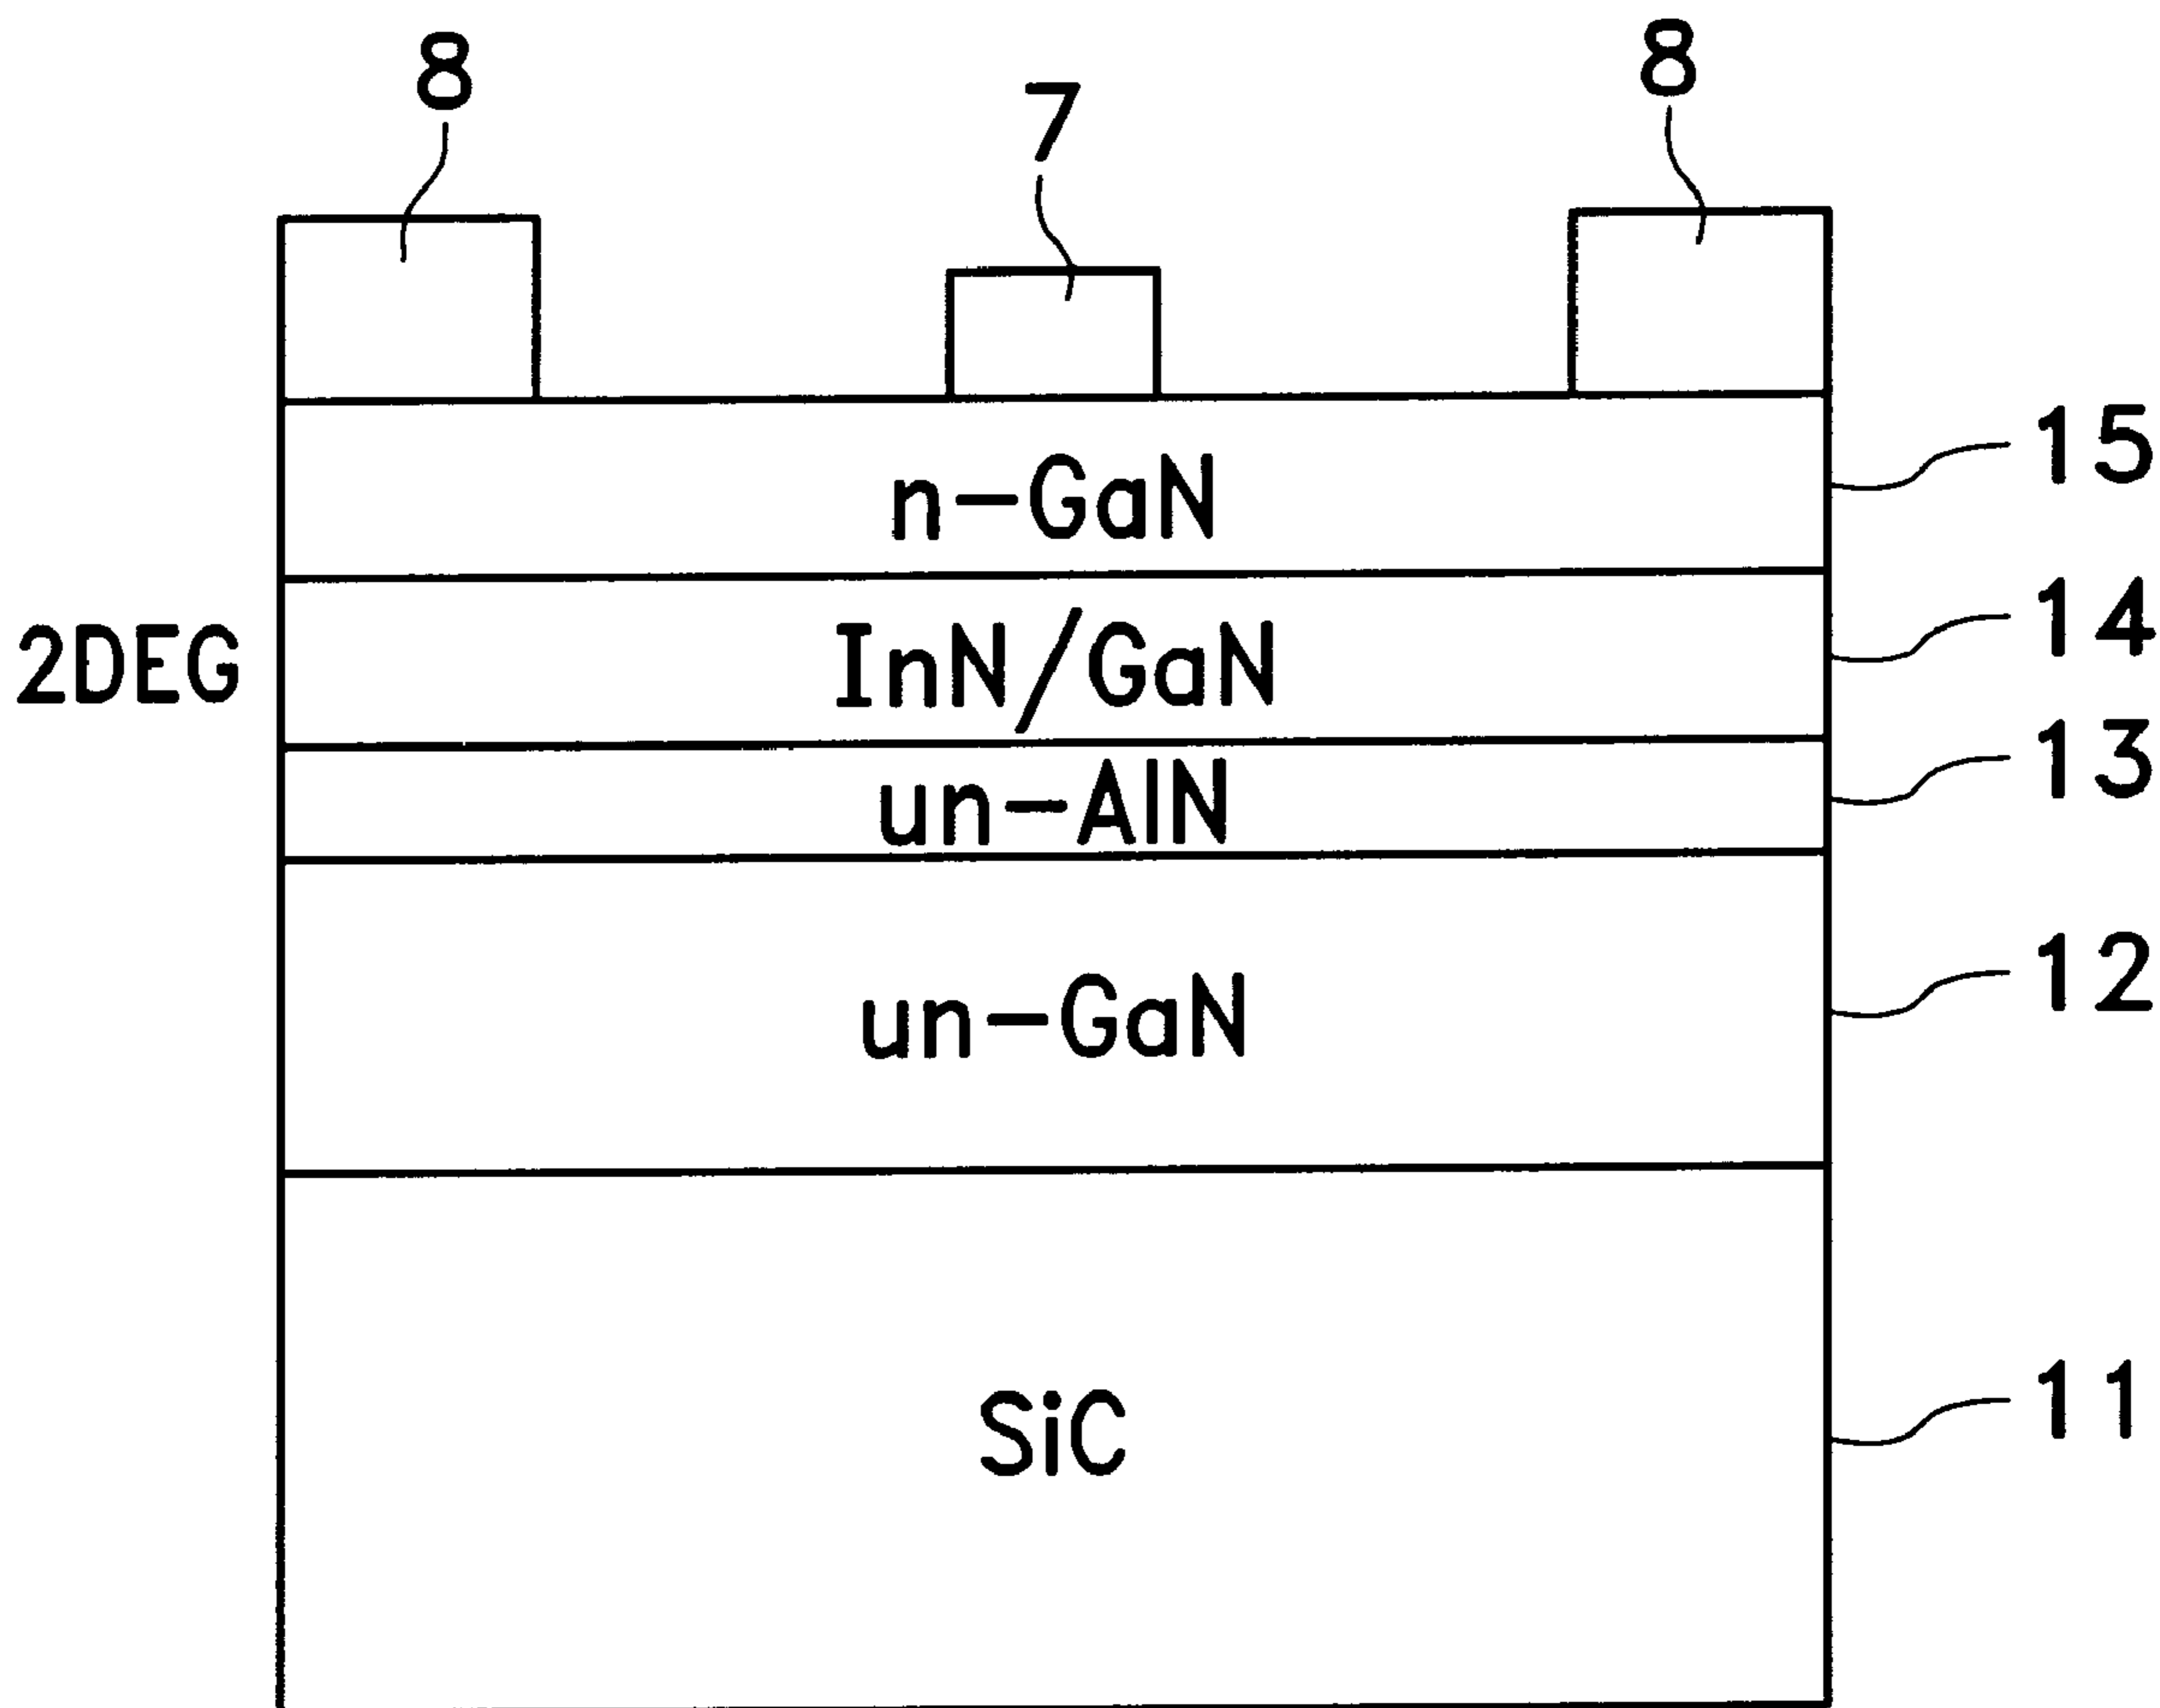 8 7 8
n-GaN 15
2DEG InN/GaN 14
un-AlN 13
un-GaN 12
SiC 11